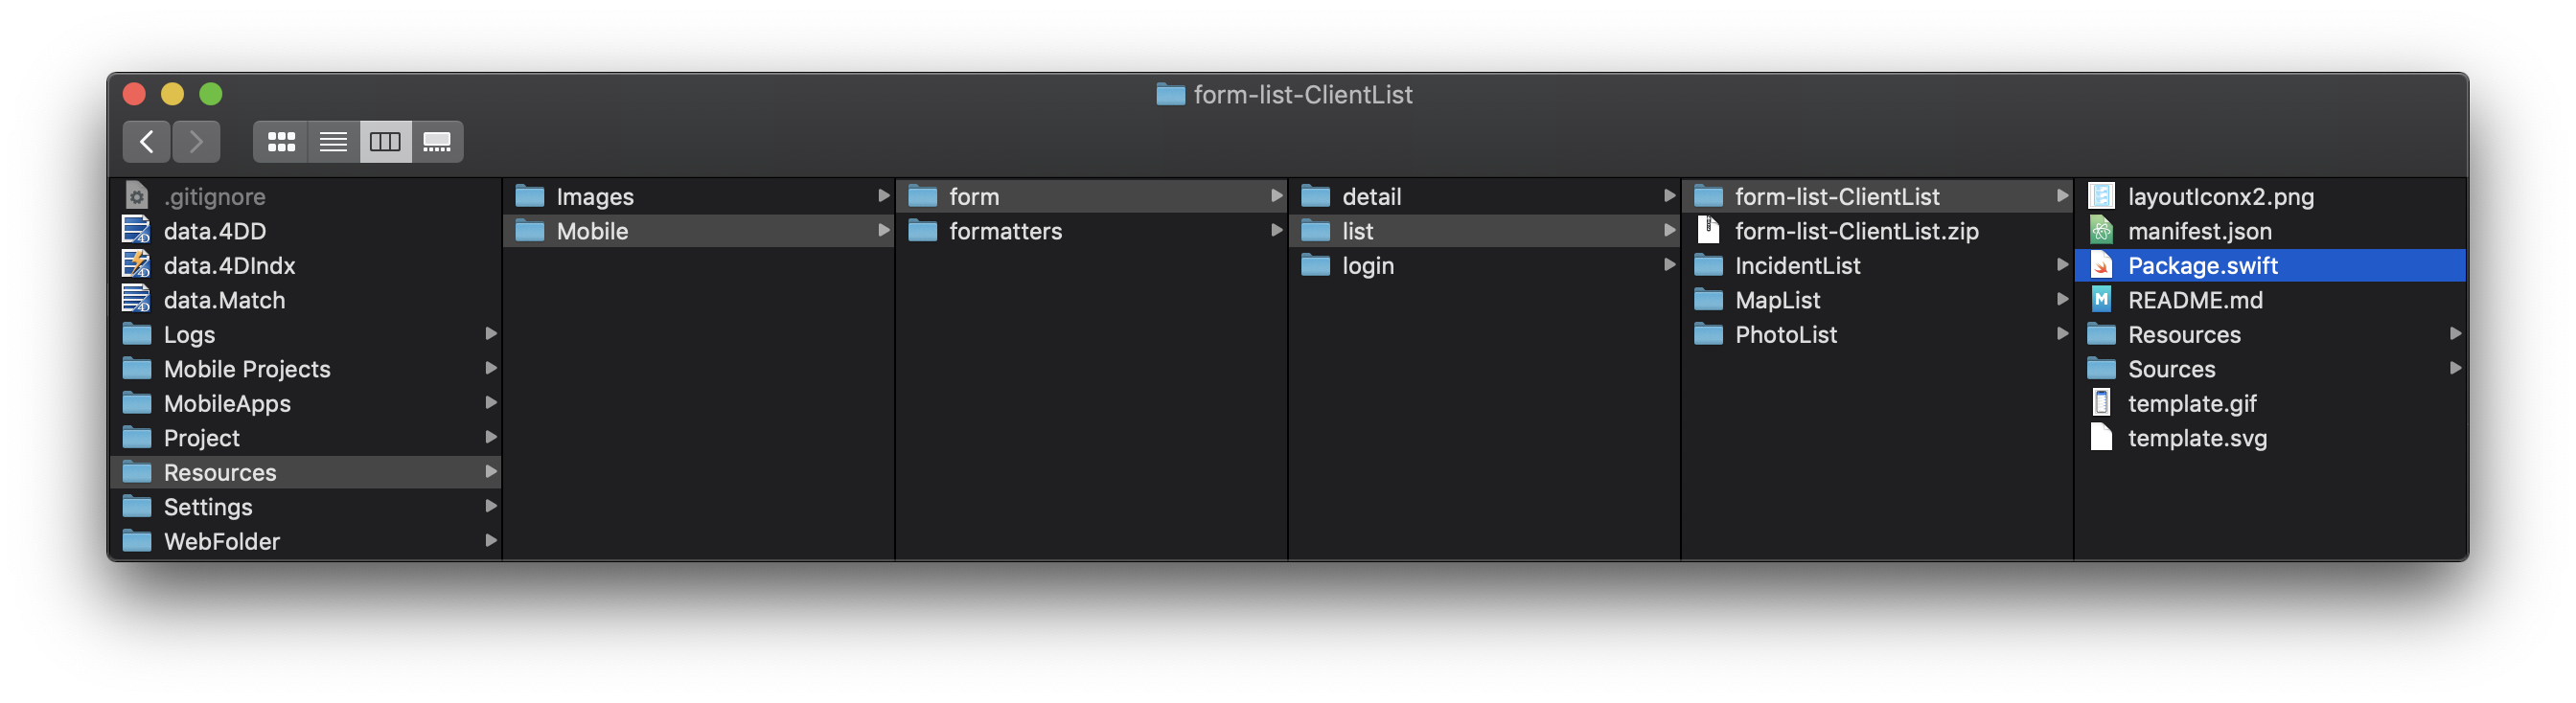 form-list-ClientList
.gitignore
data.4DD
data.4DIndx
data.Match
Logs
Mobile Projects
MobileApps
Project
Resources
Settings
WebFolder
Images
Mobile
form
formatters
detail
list
login
form-list-ClientList
form-list-ClientList.zip
IncidentList
MapList
PhotoList
layoutIconx2.png
manifest.json
Package.swift
README.md
Resources
Sources
template.gif
template.svg